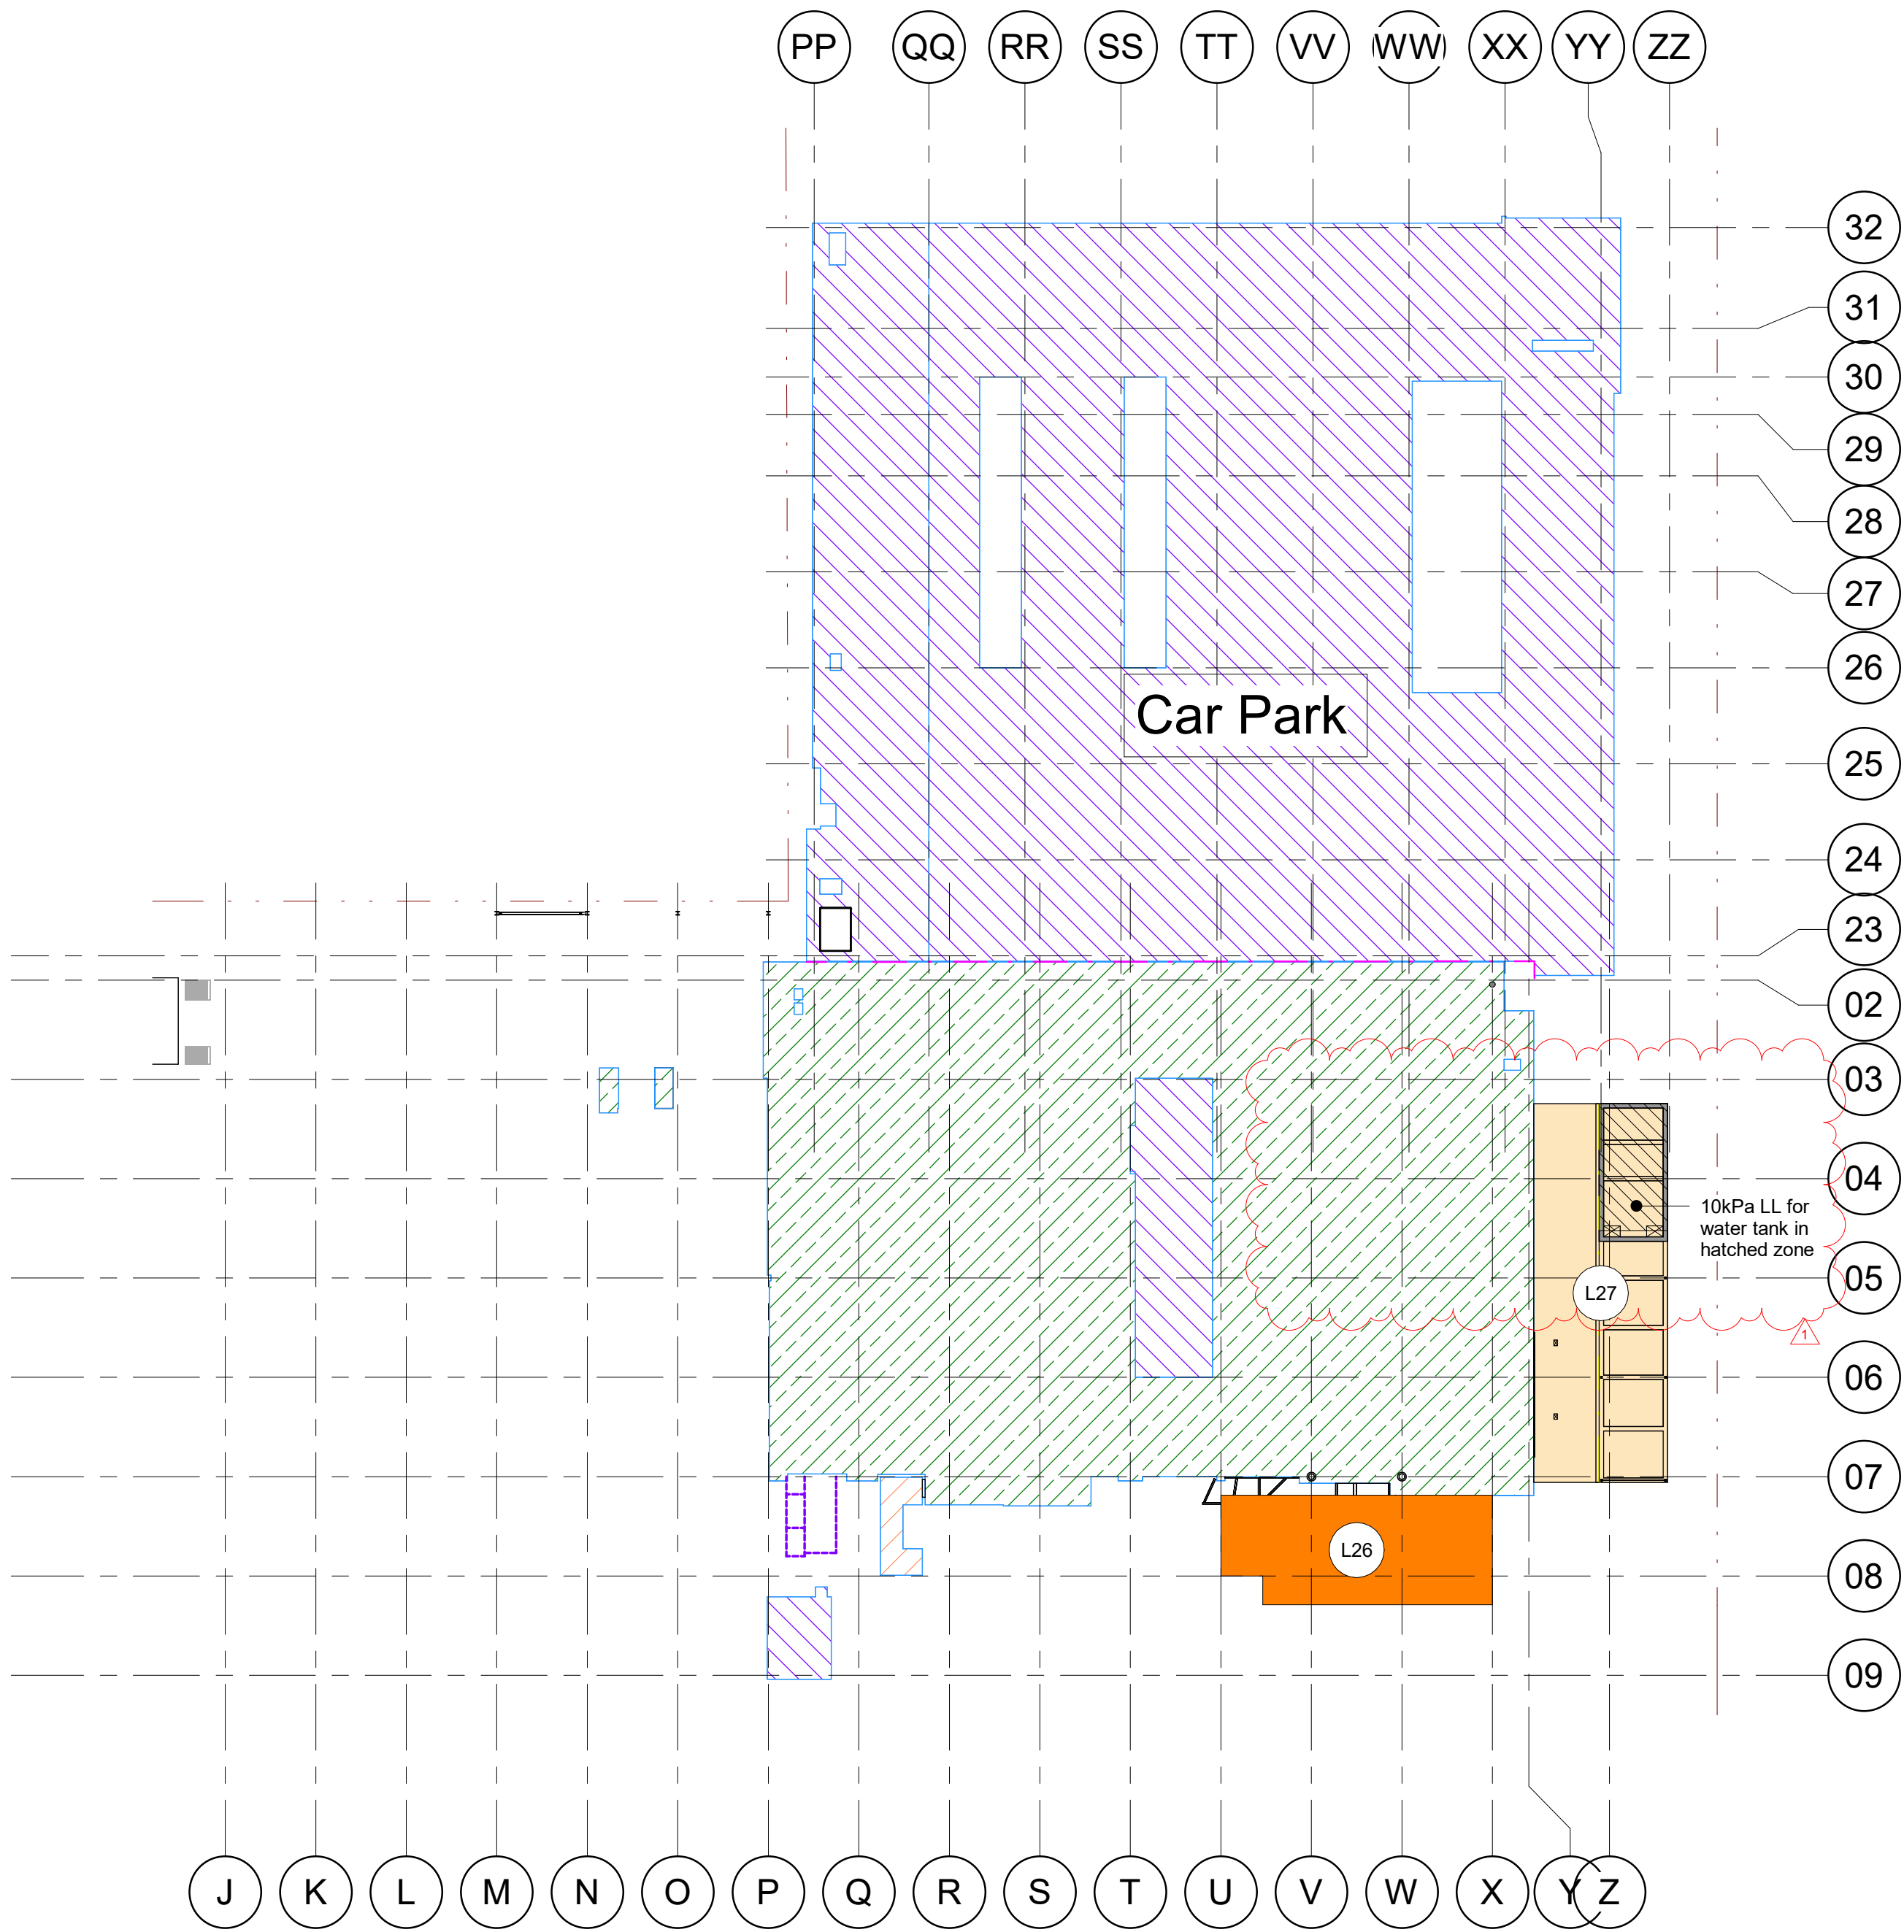 PP QQ RR SS TT VV WW XX YY ZZ
32
31
30
29
28
27
26
Car Park
25
24
23
02
03
04
10kPa LL for
water tank in
hatched zone
05
L27
1
06
07
L26
08
09
J K L M N O P Q R S T U V W X Y Z